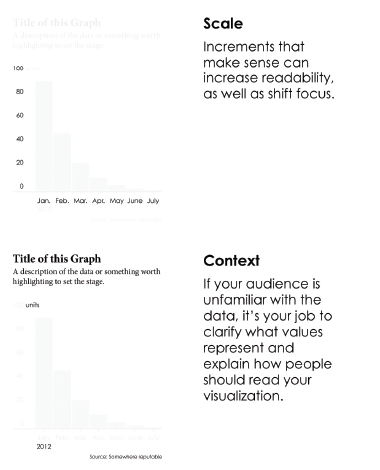 Title of this Graph
A description of the data or something worth
highlighting to set the stage.
100
80
60
40
20
0
Jan. Feb. Mar. Apr. May June July
Scale
Increments that
make sense can
increase readability,
as well as shift focus.
Title of this Graph
A description of the data or something worth
highlighting to set the stage.
units
2012
Source: Somewhere reputable
Context
If your audience is
unfamiliar with the
data, it's your job to
clarify what values
represent and
explain how people
should read your
visualization.